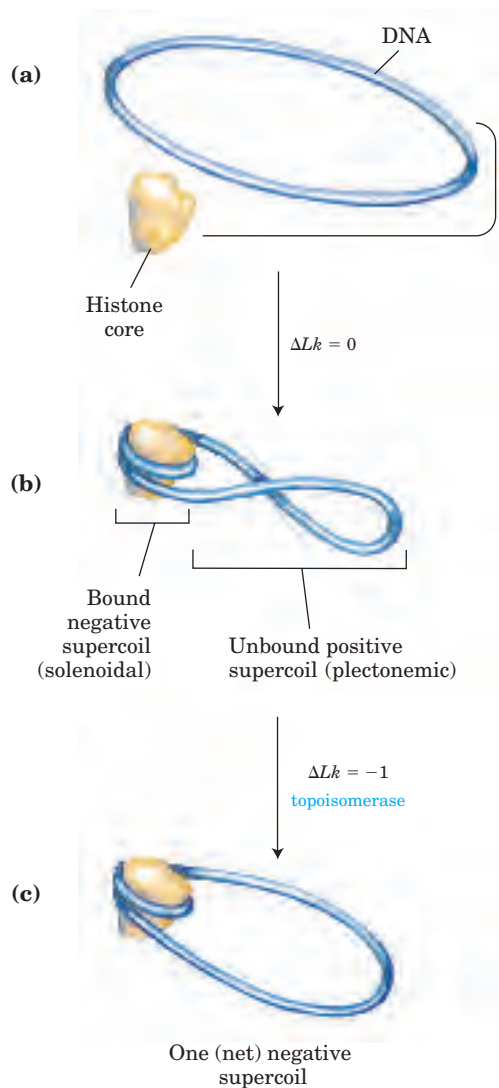 (a)
DNA
Histone
core
ΔLk = 0
(b)
Bound
negative
supercoil
(solenoidal)
Unbound positive
supercoil (plectonemic)
ΔLk = −1
topoisomerase
(c)
One (net) negative
supercoil